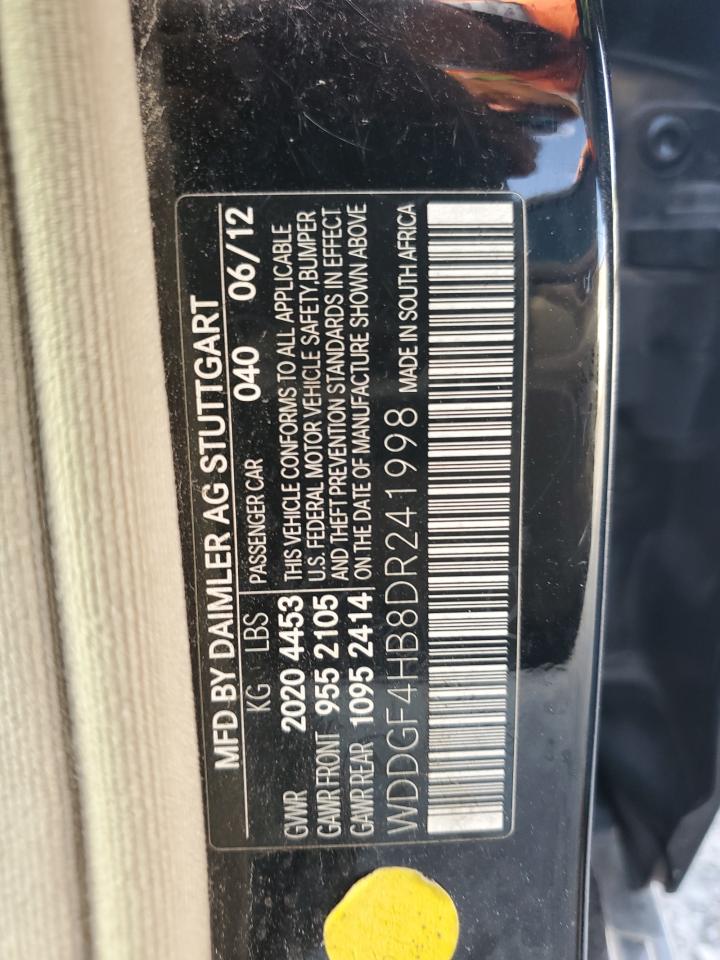 MFD BY DAIMLER AG STUTTGART
KG LBS PASSENGER CAR 040 06/12
GVWR 2020 4453 THIS VEHICLE CONFORMS TO ALL APPLICABLE
GAWR FRONT 955 2105 U.S. FEDERAL MOTOR VEHICLE SAFETY,BUMPER
AND THEFT PREVENTION STANDARDS IN EFFECT
GAWR REAR 1095 2414 ON THE DATE OF MANUFACTURE SHOWN ABOVE
WDDGF4HB8DR241998 MADE IN SOUTH AFRICA